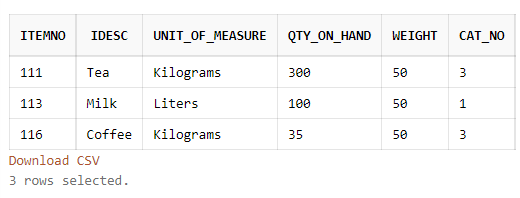 ITEMNO IDESC UNIT_OF_MEASURE QTY_ON_HAND WEIGHT CAT_NO
111 Tea Kilograms 300 50 3
113 Milk Liters 100 50 1
116 Coffee Kilograms 35 50 3
Download CSV
3 rows selected.